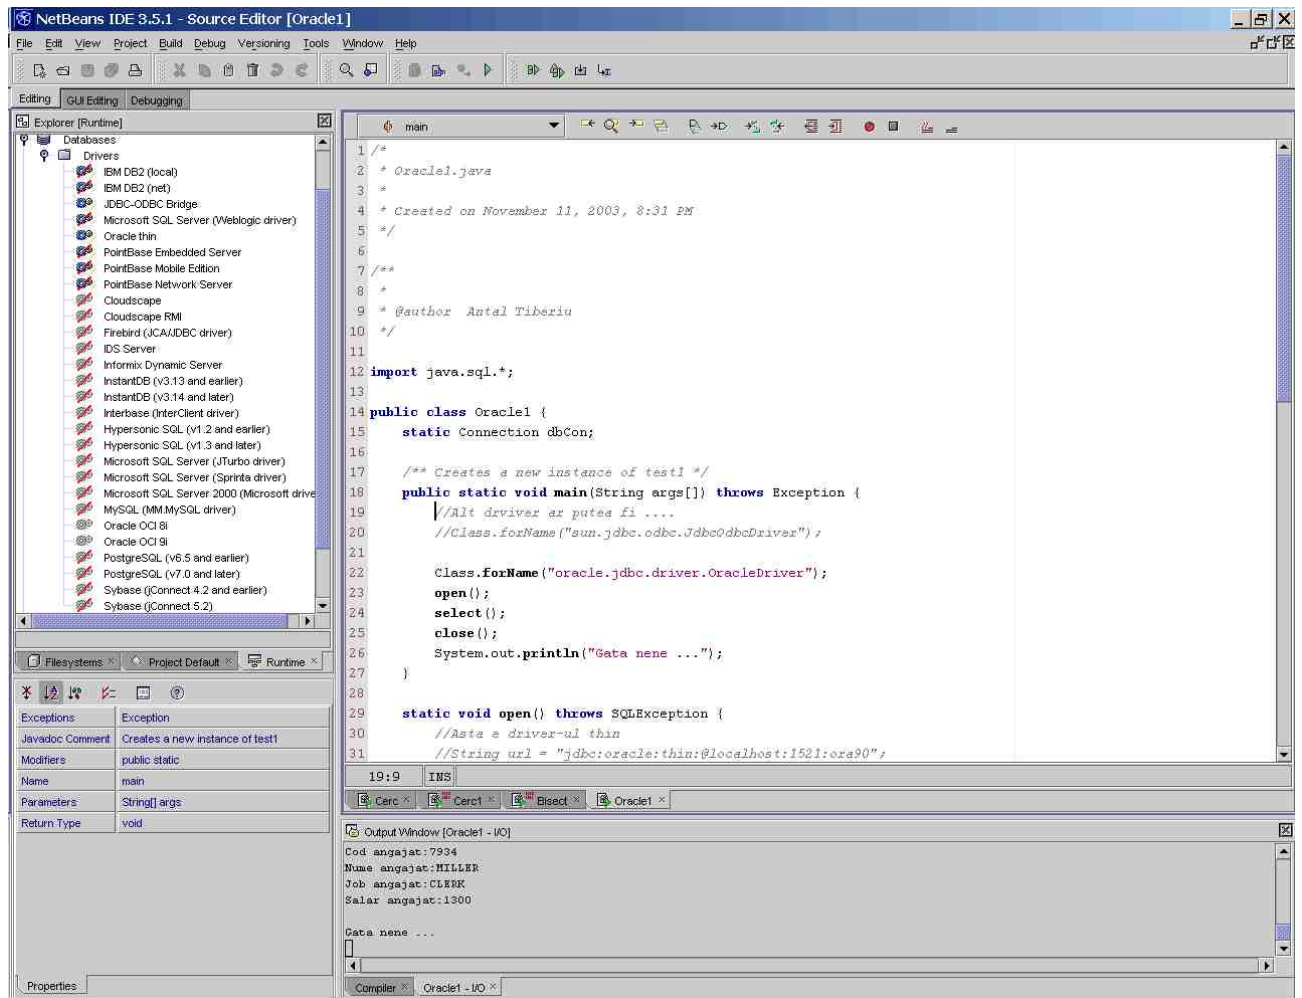 NetBeans IDE 3.5.1 - Source Editor [Oracle1]
File Edit View Project Build Debug Versioning Tools Window Help
Editing GUI Editing Debugging
Explorer [Runtime]
Databases
Drivers
IBM DB2 (local)
IBM DB2 (net)
JDBC-ODBC Bridge
Microsoft SQL Server (Weblogic driver)
Oracle thin
PointBase Embedded Server
PointBase Mobile Edition
PointBase Network Server
Cloudscape
Cloudscape RMI
Firebird (JCA/JDBC driver)
IDS Server
Informix Dynamic Server
InstantDB (v3.13 and earlier)
InstantDB (v3.14 and later)
Interbase (InterClient driver)
Hypersonic SQL (v1.2 and earlier)
Hypersonic SQL (v1.3 and later)
Microsoft SQL Server (JTurbo driver)
Microsoft SQL Server (Sprinta driver)
Microsoft SQL Server 2000 (Microsoft drive
MySQL (MM.MySQL driver)
Oracle OCI 8i
Oracle OCI 9i
PostgreSQL (v6.5 and earlier)
PostgreSQL (v7.0 and later)
Sybase (jConnect 4.2 and earlier)
Sybase (jConnect 5.2)
Filesystems Project Default Runtime
Exceptions Exception
Javadoc Comment Creates a new instance of test1
Modifiers public static
Name main
Parameters String[] args
Return Type void
Properties
main
1 /*
2 * Oracle1.java
3 *
4 * Created on November 11, 2003, 8:31 PM
5 */
6
7 /**
8 *
9 * @author Antal Tiberiu
10 */
11
12 import java.sql.*;
13
14 public class Oracle1 {
15 static Connection dbCon;
16
17 /** Creates a new instance of test1 */
18 public static void main(String args[]) throws Exception {
19 //Alt drviver ar putea fi ....
20 //Class.forName("sun.jdbc.odbc.JdbcOdbcDriver");
21
22 Class.forName("oracle.jdbc.driver.OracleDriver");
23 open();
24 select();
25 close();
26 System.out.println("Gata nene ...");
27 }
28
29 static void open() throws SQLException {
30 //Asta e driver-ul thin
31 //String url = "jdbc:oracle:thin:@localhost:1521:ora90";
19:9 INS
Cerc Cerc1 Bisect Oracle1
Output Window [Oracle1 - I/O]
Cod angajat:7934
Nume angajat:MILLER
Job angajat:CLERK
Salar angajat:1300
Gata nene ...
Compiler Oracle1 - I/O